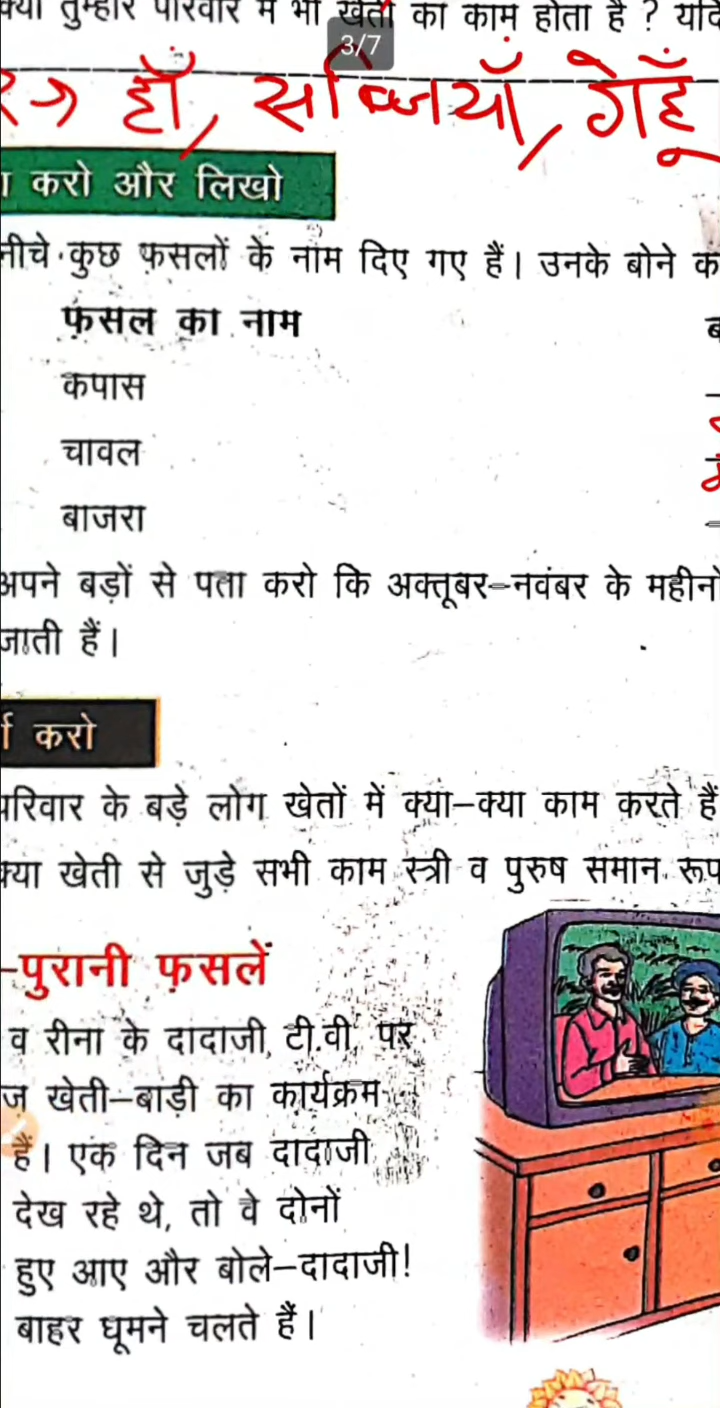 क्या तुम्हारे परिवार में भी खेती का काम होता है ? यदि
3/7
हाँ, सब्जियाँ, गेहूँ
करो और लिखो
नीचे कुछ फ़सलों के नाम दिए गए हैं। उनके बोने क
फ़सल का नाम
कपास
चावल
बाजरा
अपने बड़ों से पता करो कि अक्तूबर–नवंबर के महीनों
जाती हैं।
करो
परिवार के बड़े लोग खेतों में क्या–क्या काम करते हैं
क्या खेती से जुड़े सभी काम स्त्री व पुरुष समान रूप
–पुरानी फ़सलें
व रीना के दादाजी टी.वी. पर
ज़ खेती–बाड़ी का कार्यक्रम
हैं। एक दिन जब दादाजी
देख रहे थे, तो वे दोनों
हुए आए और बोले–दादाजी!
बाहर घूमने चलते हैं।